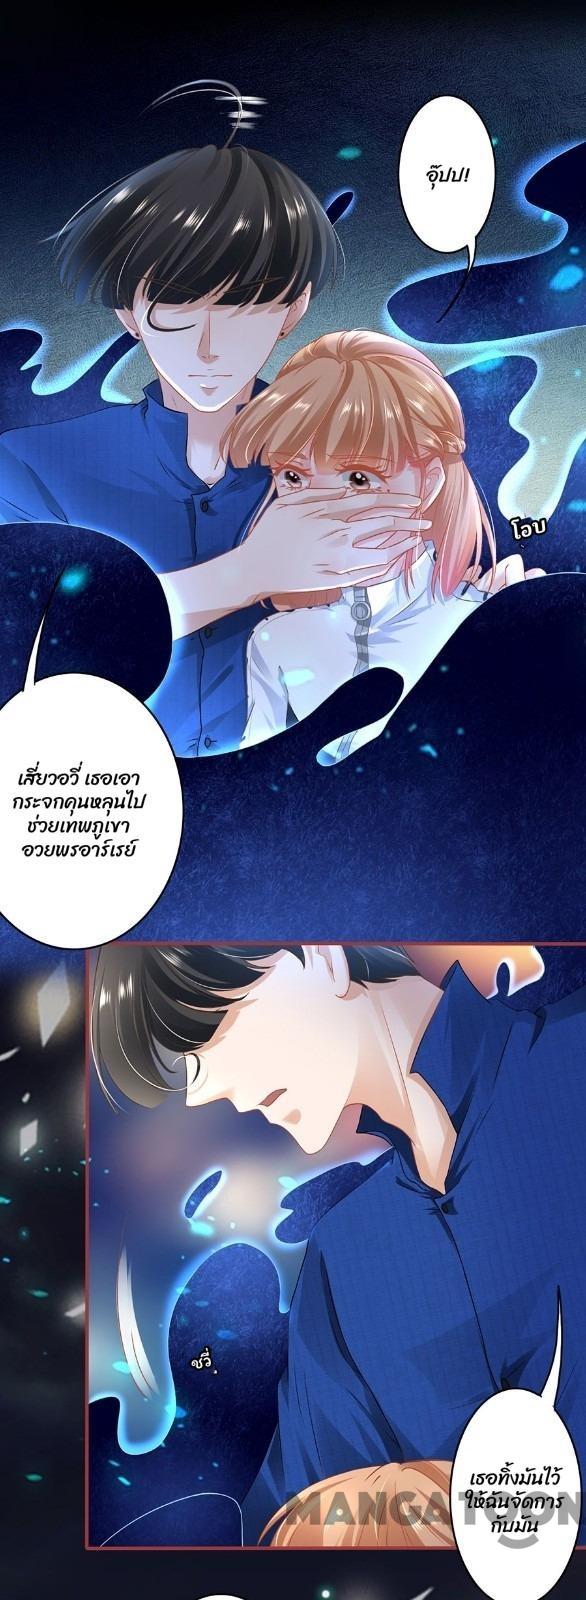 อุ๊ปป!
โอบ
เสี่ยวอวี่ เธอเอา
กระจกคุนหลุนไป
ช่วยเทพภูเขา
อวยพรอาร์เรย์
ชวี่
เธอทิ้งมันไว้
ให้ฉันจัดการ
กับมัน
MANGATOON